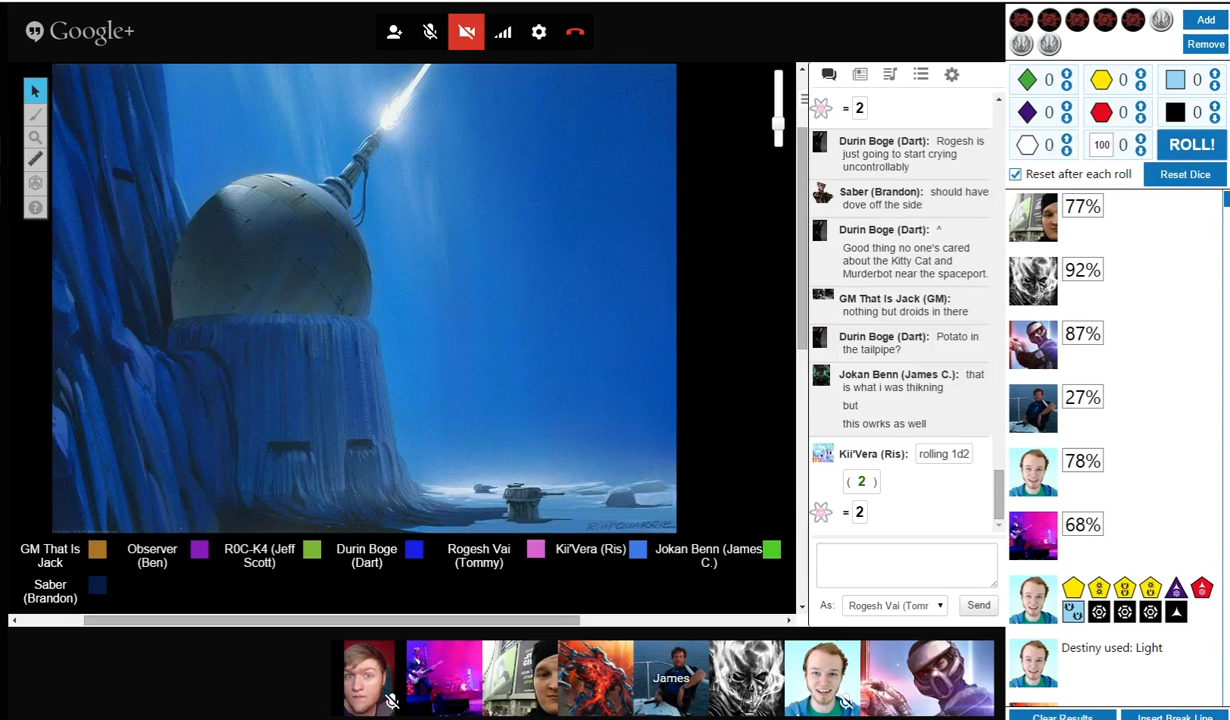 Google+
Add
Remove
0
0
0
0
0
0
0
100
0
ROLL!
Reset after each roll
Reset Dice
= 2
Durin Boge (Dart): Rogesh is
just going to start crying
uncontrollably
Saber (Brandon): should have
dove off the side
Durin Boge (Dart): ^
Good thing no one's cared
about the Kitty Cat and
Murderbot near the spaceport.
GM That Is Jack (GM):
nothing but droids in there
Durin Boge (Dart): Potato in
the tailpipe?
Jokan Benn (James C.): that
is what i was thikning
but
this owrks as well
Kii'Vera (Ris): rolling 1d2
( 2 )
= 2
As: Rogesh Vai (Tomr
Send
77%
92%
87%
27%
78%
68%
Destiny used: Light
Clear Results
Insert Break Line
GM That Is
Jack
Observer
(Ben)
R0C-K4 (Jeff
Scott)
Durin Boge
(Dart)
Rogesh Vai
(Tommy)
Kii'Vera (Ris)
Jokan Benn (James
C.)
Saber
(Brandon)
James